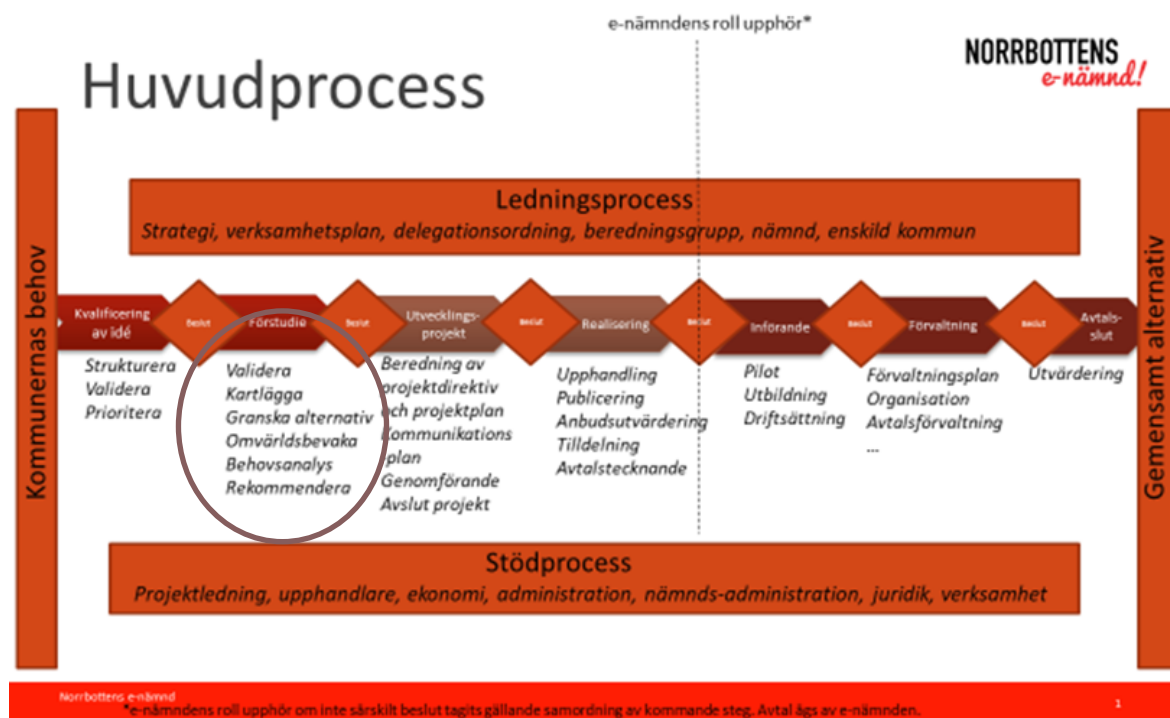 e-nämndens roll upphör*
NORRBOTTENS
e-nämnd!
Huvudprocess
Kommunernas behov
Ledningsprocess
Strategi, verksamhetsplan, delegationsordning, beredningsgrupp, nämnd, enskild kommun
Kvalificering
av idé
Beslut
Förstudie
Beslut
Utvecklings-
projekt
Beslut
Realisering
Beslut
Införande
Beslut
Förvaltning
Beslut
Avtals-
slut
Strukturera
Validera
Prioritera
Validera
Kartlägga
Granska alternativ
Omvärldsbevaka
Behovsanalys
Rekommendera
Beredning av
projektdirektiv
och projektplan
Kommunikations
plan
Genomförande
Avslut projekt
Upphandling
Publicering
Anbudsutvärdering
Tilldelning
Avtalstecknande
Pilot
Utbildning
Driftsättning
Förvaltningsplan
Organisation
Avtalsförvaltning
...
Utvärdering
Gemensamt alternativ
Stödprocess
Projektledning, upphandlare, ekonomi, administration, nämnds-administration, juridik, verksamhet
Norrbottens e-nämnd
1
*e-nämndens roll upphör om inte särskilt beslut tagits gällande samordning av kommande steg. Avtal ägs av e-nämnden.